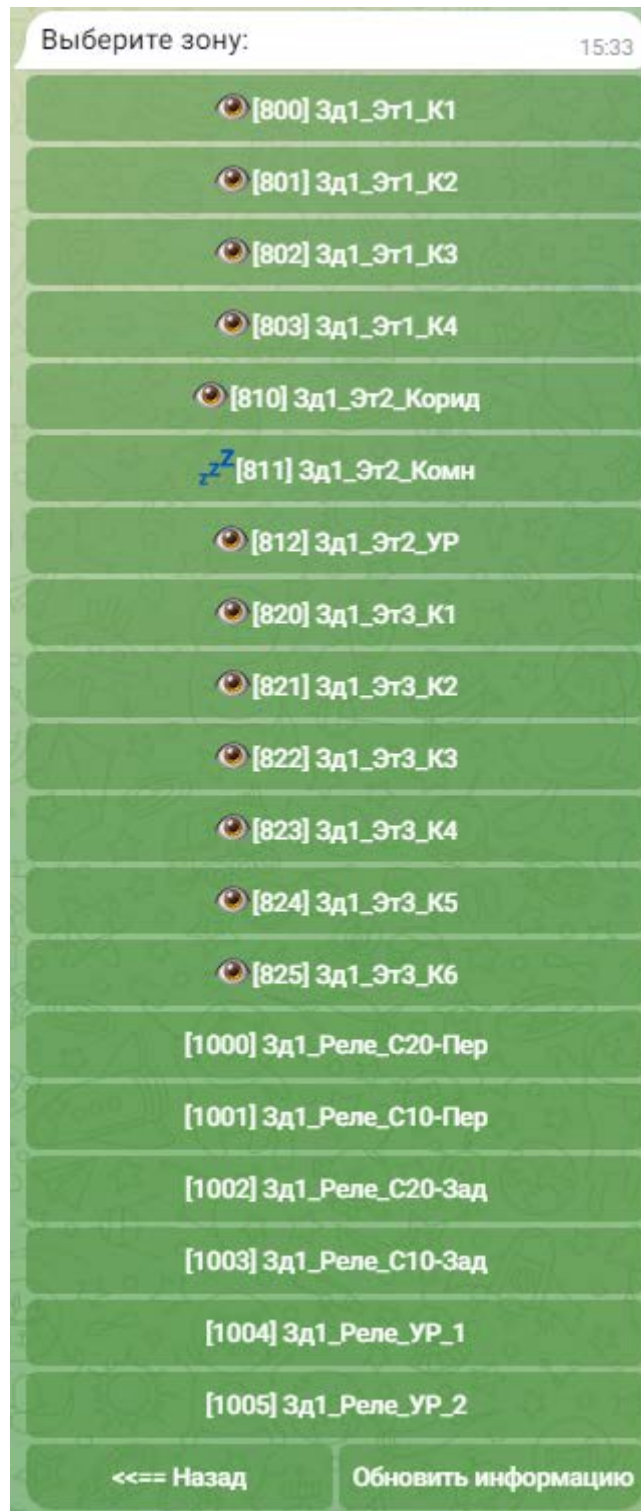 Выберите зону:
15:33
👁[800] Зд1_Эт1_К1
👁[801] Зд1_Эт1_К2
👁[802] Зд1_Эт1_К3
👁[803] Зд1_Эт1_К4
👁[810] Зд1_Эт2_Корид
💤[811] Зд1_Эт2_Комн
👁[812] Зд1_Эт2_УР
👁[820] Зд1_Эт3_К1
👁[821] Зд1_Эт3_К2
👁[822] Зд1_Эт3_К3
👁[823] Зд1_Эт3_К4
👁[824] Зд1_Эт3_К5
👁[825] Зд1_Эт3_К6
[1000] Зд1_Реле_С20-Пер
[1001] Зд1_Реле_С10-Пер
[1002] Зд1_Реле_С20-Зад
[1003] Зд1_Реле_С10-Зад
[1004] Зд1_Реле_УР_1
[1005] Зд1_Реле_УР_2
<<== Назад
Обновить информацию